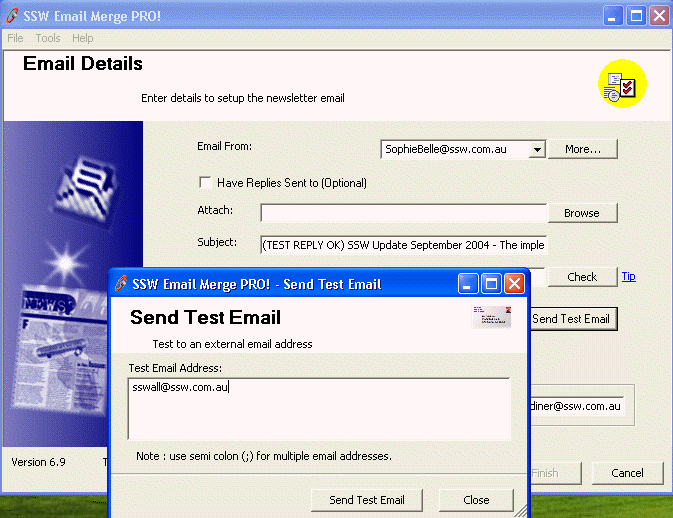 SSW Email Merge PRO!
File Tools Help
Email Details
Enter details to setup the newsletter email
Email From:
SophieBelle@ssw.com.au
More...
Have Replies Sent to (Optional)
Attach:
Browse
Subject:
(TEST REPLY OK) SSW Update September 2004 - The imple
Check
Tip
Send Test Email
diner@ssw.com.au
NEWS
Version 6.9
T
Finish
Cancel
SSW Email Merge PRO! - Send Test Email
Send Test Email
Test to an external email address
Test Email Address:
sswall@ssw.com.au
Note : use semi colon (;) for multiple email addresses.
Send Test Email
Close